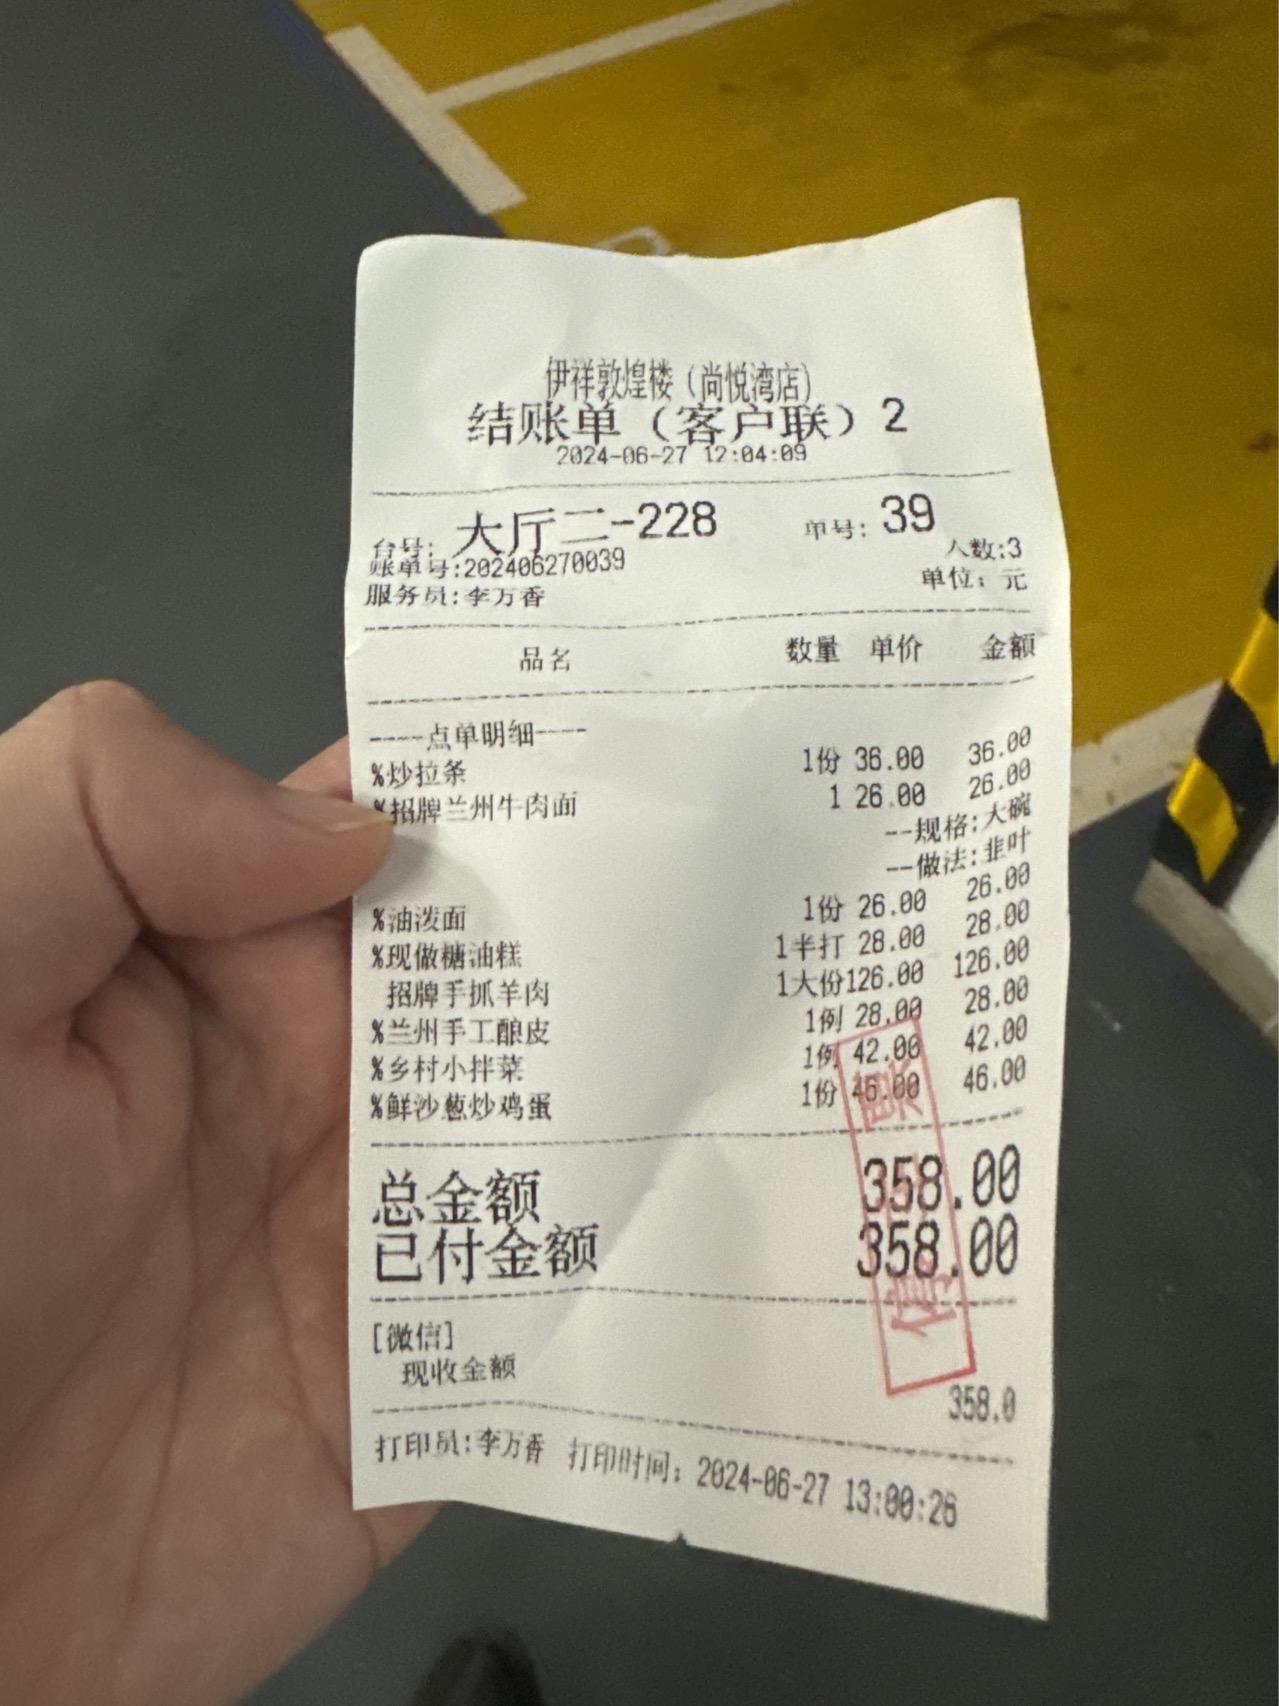 伊祥敦煌楼（尚悦湾店）
结账单（客户联）2
2024-06-27 12:04:09
台号: 大厅二-228 单号: 39
账单号:202406270039 人数:3
服务员:李万香 单位: 元
品名 数量 单价 金额
----点单明细----
%炒拉条 1份 36.00 36.00
%招牌兰州牛肉面 1 26.00 26.00
--规格:大碗
--做法:韭叶
%油泼面 1份 26.00 26.00
%现做糖油糕 1半打 28.00 28.00
招牌手抓羊肉 1大份126.00 126.00
%兰州手工酿皮 1例 28.00 28.00
%乡村小拌菜 1例 42.00 42.00
%鲜沙葱炒鸡蛋 1份 46.00 46.00
总金额 358.00
已付金额 358.00
[微信]
现收金额 358.0
打印员:李万香 打印时间: 2024-06-27 13:00:26